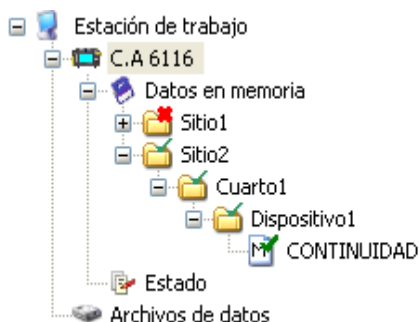 Estación de trabajo
C.A 6116
Datos en memoria
Sitio1
Sitio2
Cuarto1
Dispositivo1
CONTINUIDAD
Estado
Archivos de datos